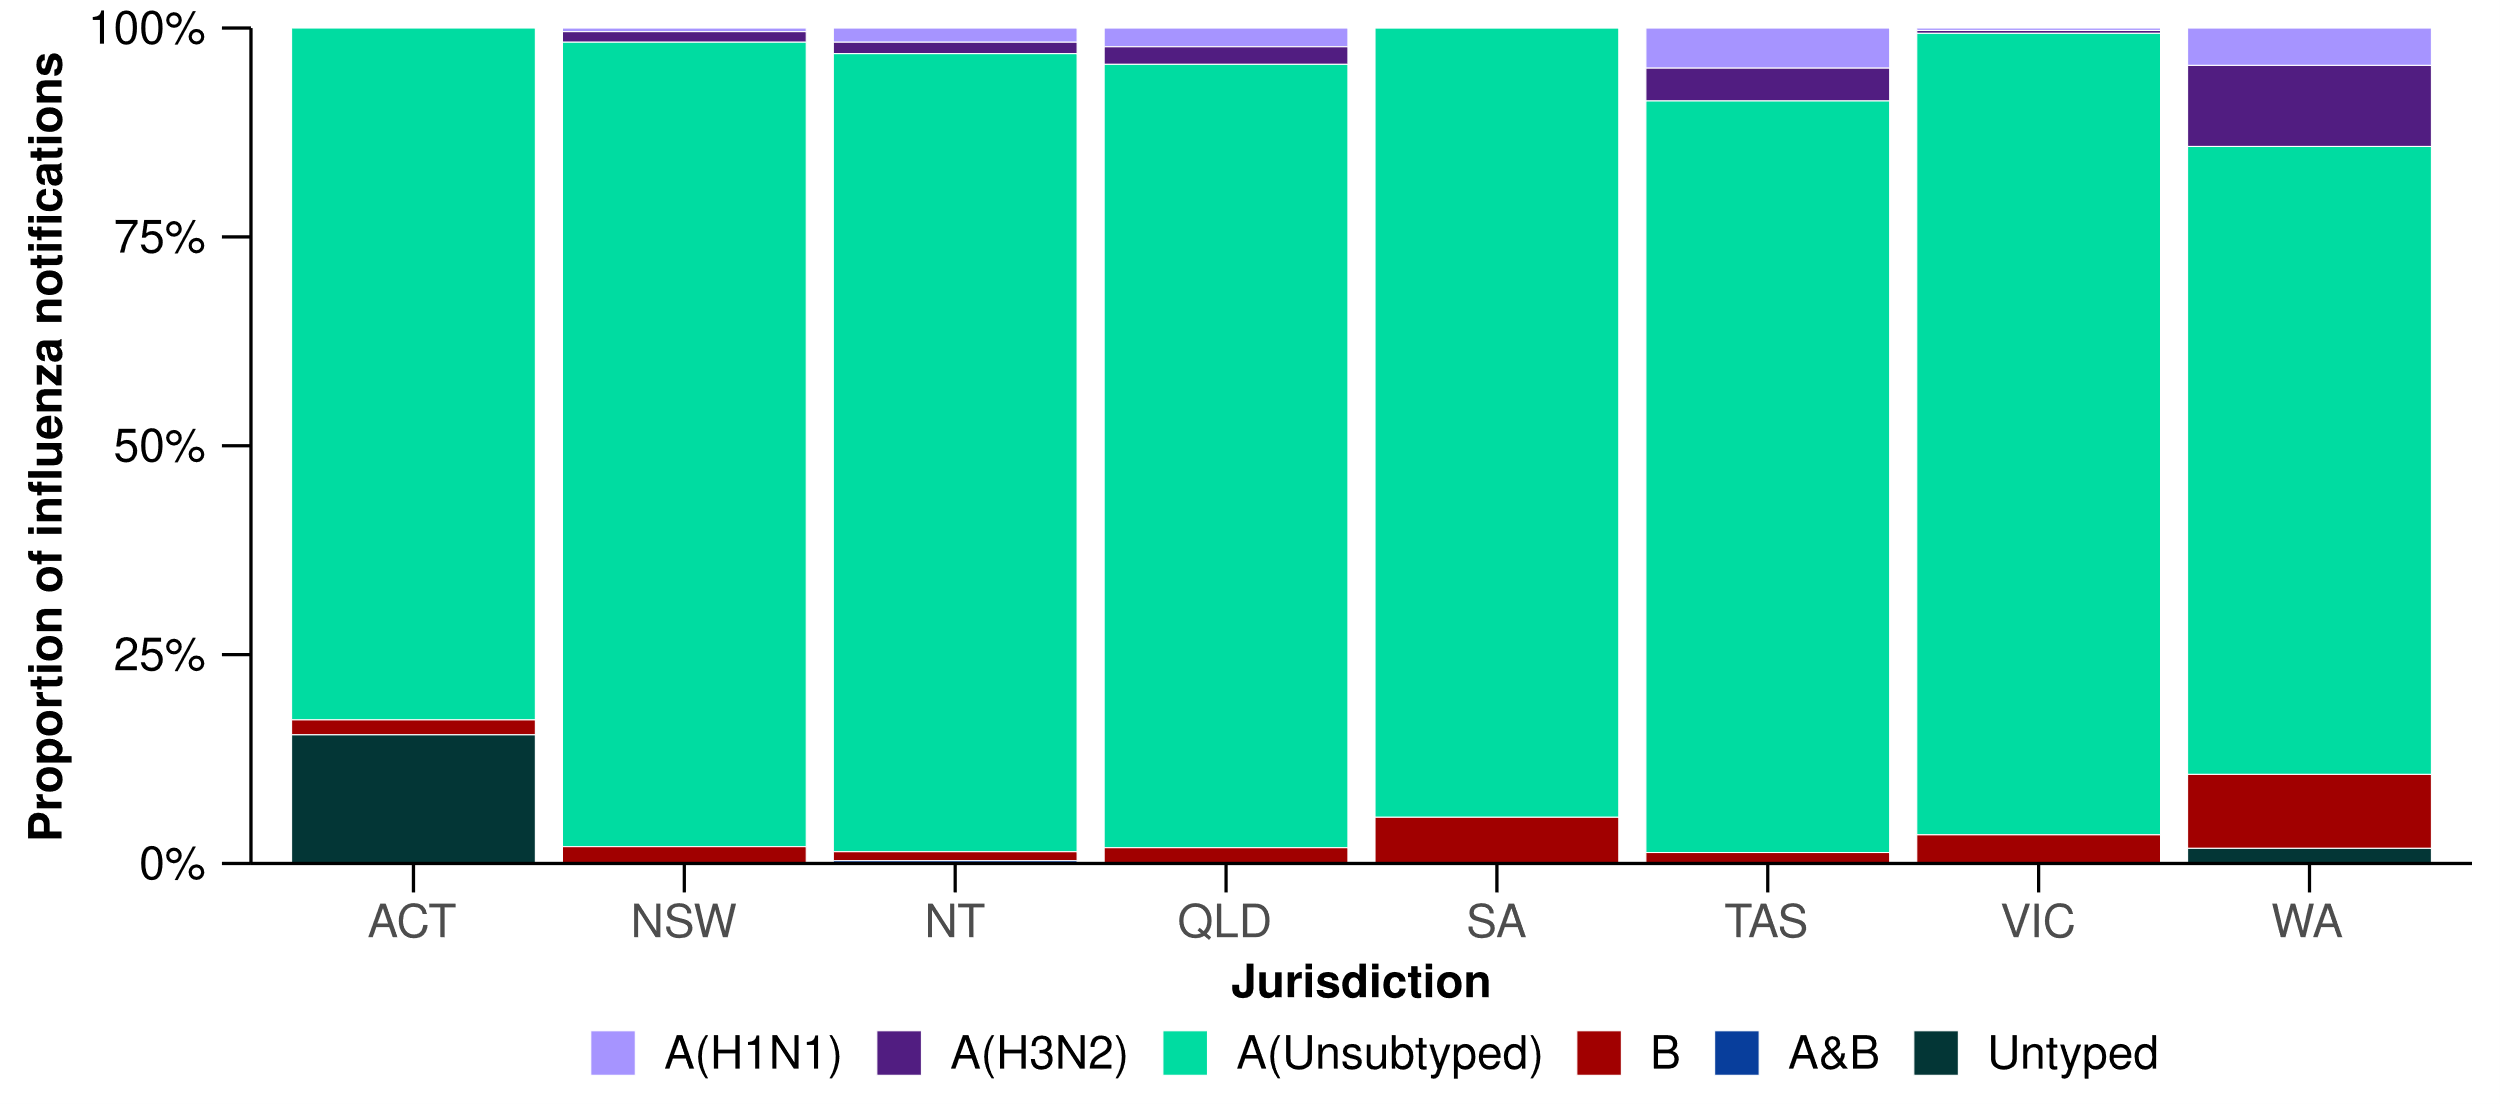 Proportion of influenza notifications
100%
75%
50%
25%
0%
ACT NSW NT QLD SA TAS VIC WA
Jurisdiction
A(H1N1) A(H3N2) A(Unsubtyped) B A&B Untyped